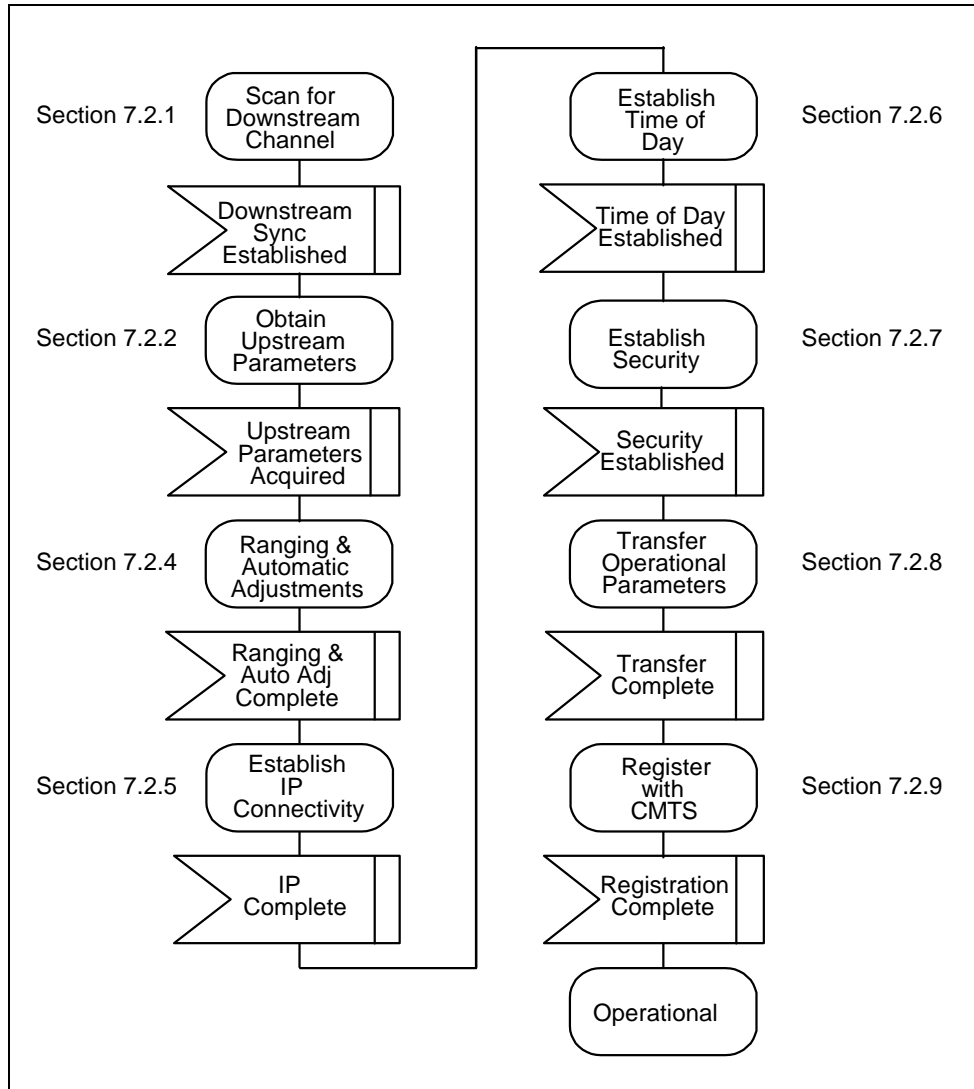 Section 7.2.1
Scan for
Downstream
Channel
Downstream
Sync
Established
Section 7.2.2
Obtain
Upstream
Parameters
Upstream
Parameters
Acquired
Section 7.2.4
Ranging &
Automatic
Adjustments
Ranging &
Auto Adj
Complete
Section 7.2.5
Establish
IP
Connectivity
IP
Complete
Establish
Time of
Day
Section 7.2.6
Time of Day
Established
Establish
Security
Section 7.2.7
Security
Established
Transfer
Operational
Parameters
Section 7.2.8
Transfer
Complete
Register
with
CMTS
Section 7.2.9
Registration
Complete
Operational